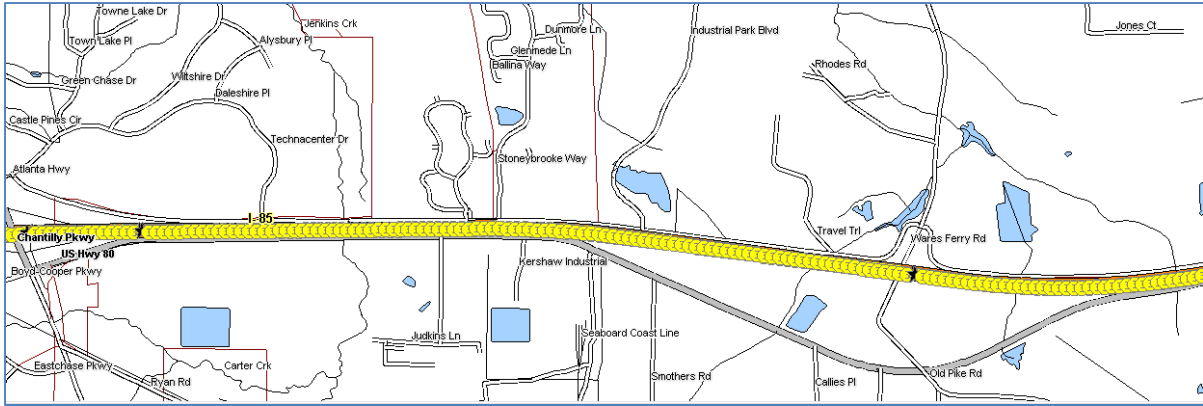 Towne Lake Dr
Jenkins Crk
Dunmore Ln
Industrial Park Blvd
Jones Ct
Town Lake Pl
Alysbury Pl
Glenmede Ln
Ballina Way
Rhodes Rd
Green Chase Dr
Wiltshire Dr
Daleshire Pl
Castle Pines Cir
Technacenter Dr
Stoneybrooke Way
Atlanta Hwy
I-85
Travel Trl
Wares Ferry Rd
Chantilly Pkwy
US Hwy 80
Kershaw Industrial
Boyd-Cooper Pkwy
Judkins Ln
Seaboard Coast Line
Eastchase Pkwy
Carter Crk
Ryan Rd
Smothers Rd
Callies Pl
Old Pike Rd